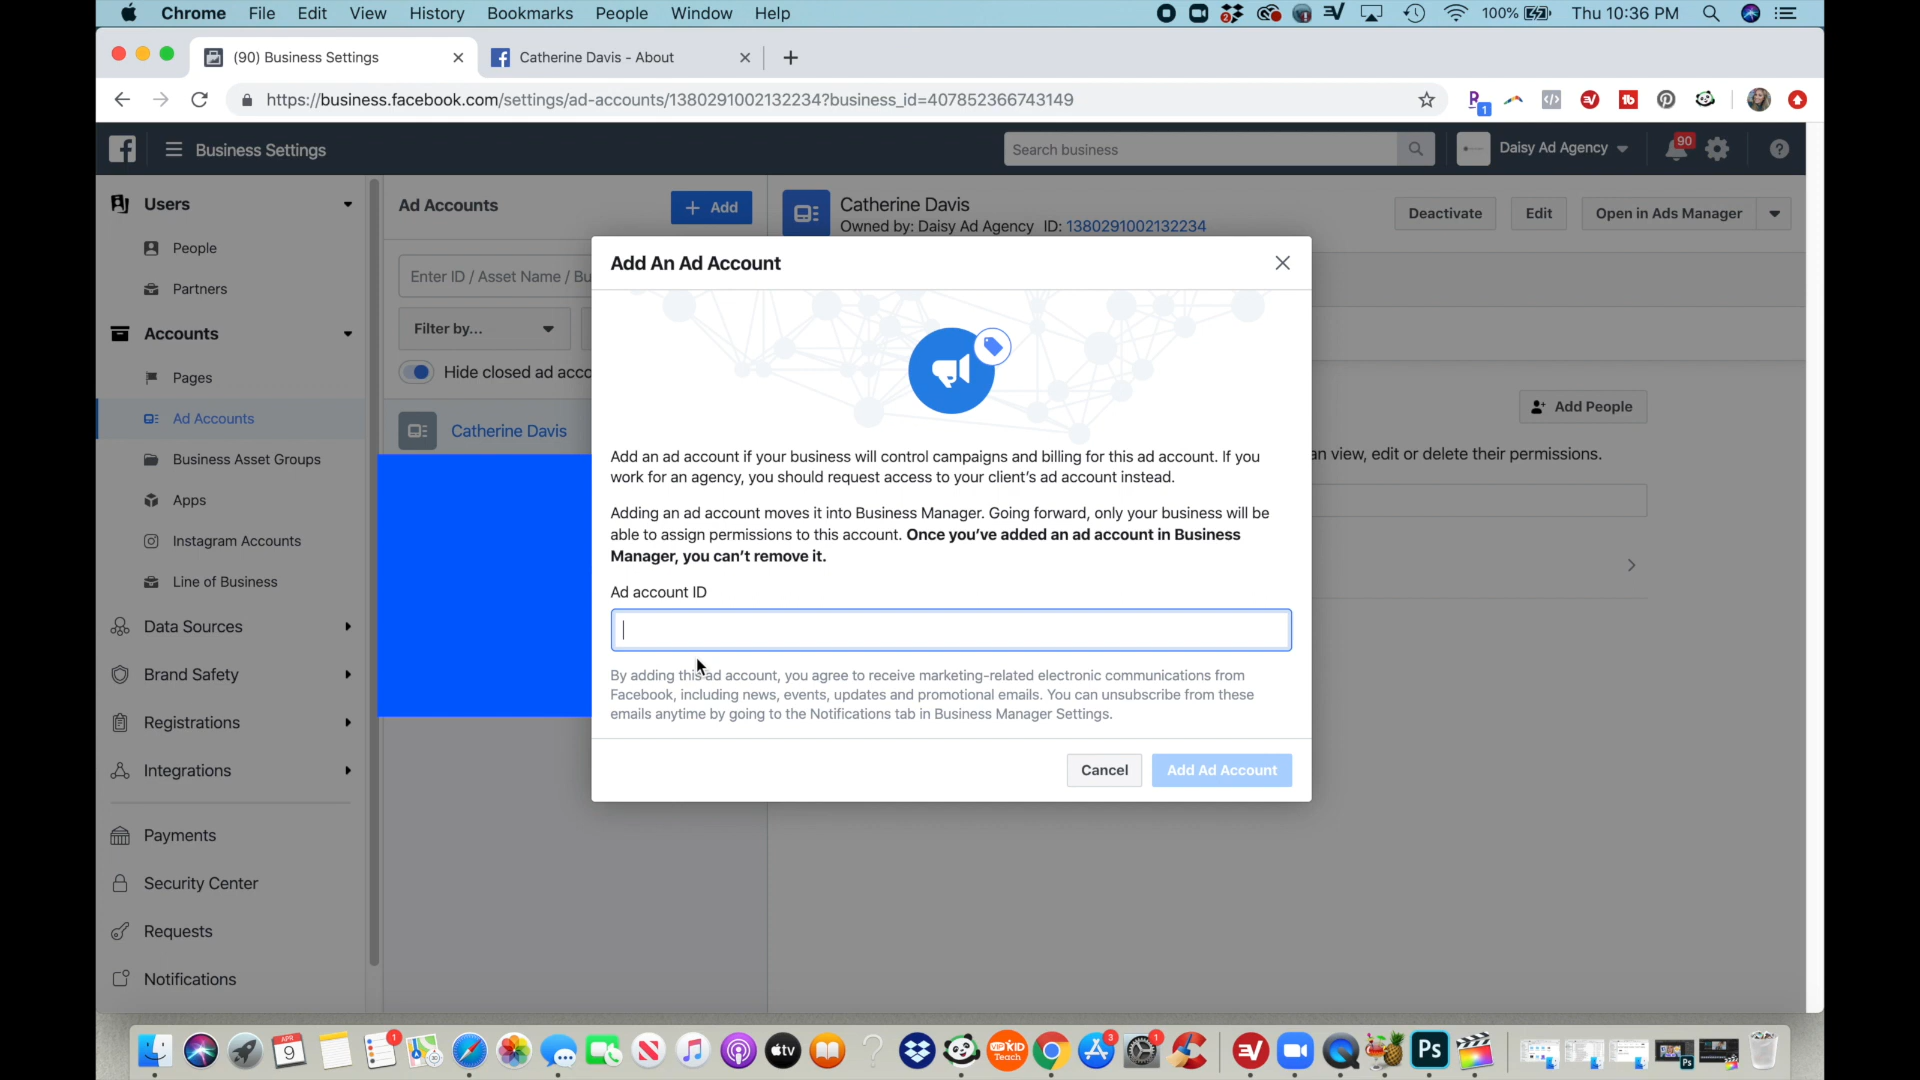 Chrome File Edit View History Bookmarks People Window Help
100% Thu 10:36 PM
(90) Business Settings
Catherine Davis - About
https://business.facebook.com/settings/ad-accounts/1380291002132234?business_id=407852366743149
Business Settings
Search business
Daisy Ad Agency
90
Users
People
Partners
Accounts
Pages
Ad Accounts
Business Asset Groups
Apps
Instagram Accounts
Line of Business
Data Sources
Brand Safety
Registrations
Integrations
Payments
Security Center
Requests
Notifications
Ad Accounts
+ Add
Enter ID / Asset Name / Bu
Filter by...
Hide closed ad acco
Catherine Davis
Catherine Davis
Owned by: Daisy Ad Agency ID: 1380291002132234
Deactivate
Edit
Open in Ads Manager
Add People
an view, edit or delete their permissions.
Add An Ad Account
Add an ad account if your business will control campaigns and billing for this ad account. If you
work for an agency, you should request access to your client's ad account instead.
Adding an ad account moves it into Business Manager. Going forward, only your business will be
able to assign permissions to this account. Once you've added an ad account in Business
Manager, you can't remove it.
Ad account ID
By adding this ad account, you agree to receive marketing-related electronic communications from
Facebook, including news, events, updates and promotional emails. You can unsubscribe from these
emails anytime by going to the Notifications tab in Business Manager Settings.
Cancel
Add Ad Account
APR
9
1
tv
VIPKID
Teach
3
1
Ps